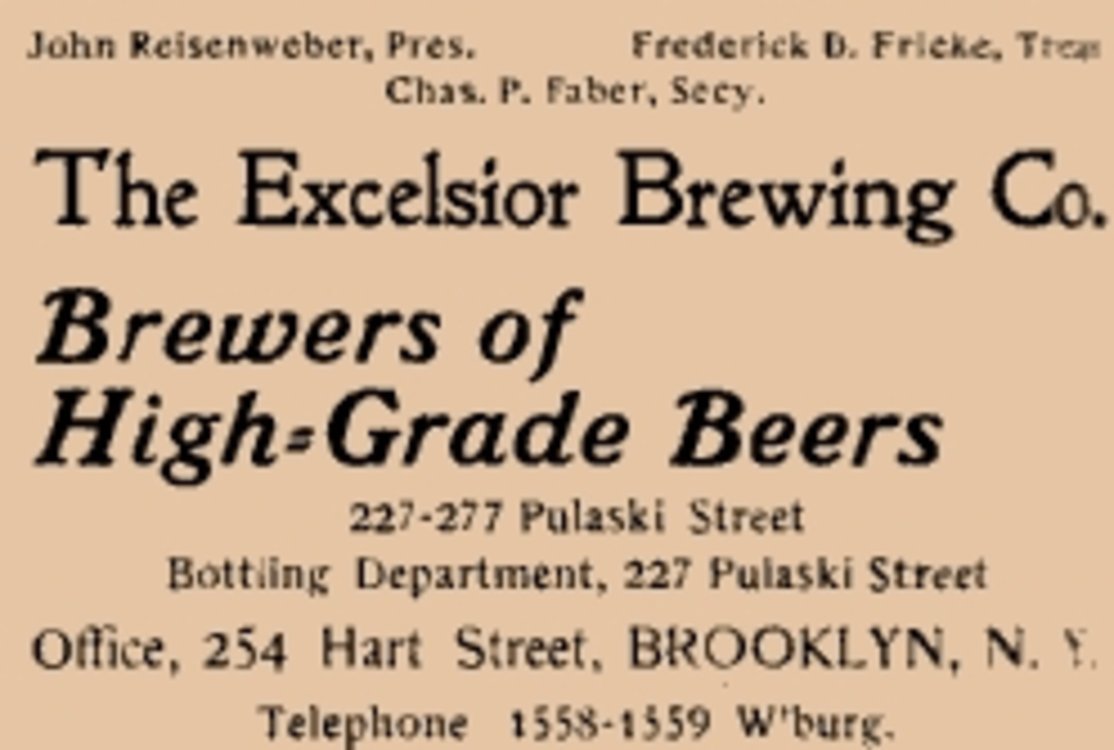 John Reisenweber, Pres. Frederick D. Fricke, Treas
Chas. P. Faber, Secy.
The Excelsior Brewing Co.
Brewers of
High-Grade Beers
227-277 Pulaski Street
Bottling Department, 227 Pulaski Street
Office, 254 Hart Street, BROOKLYN, N. Y.
Telephone 1558-1559 W'burg.